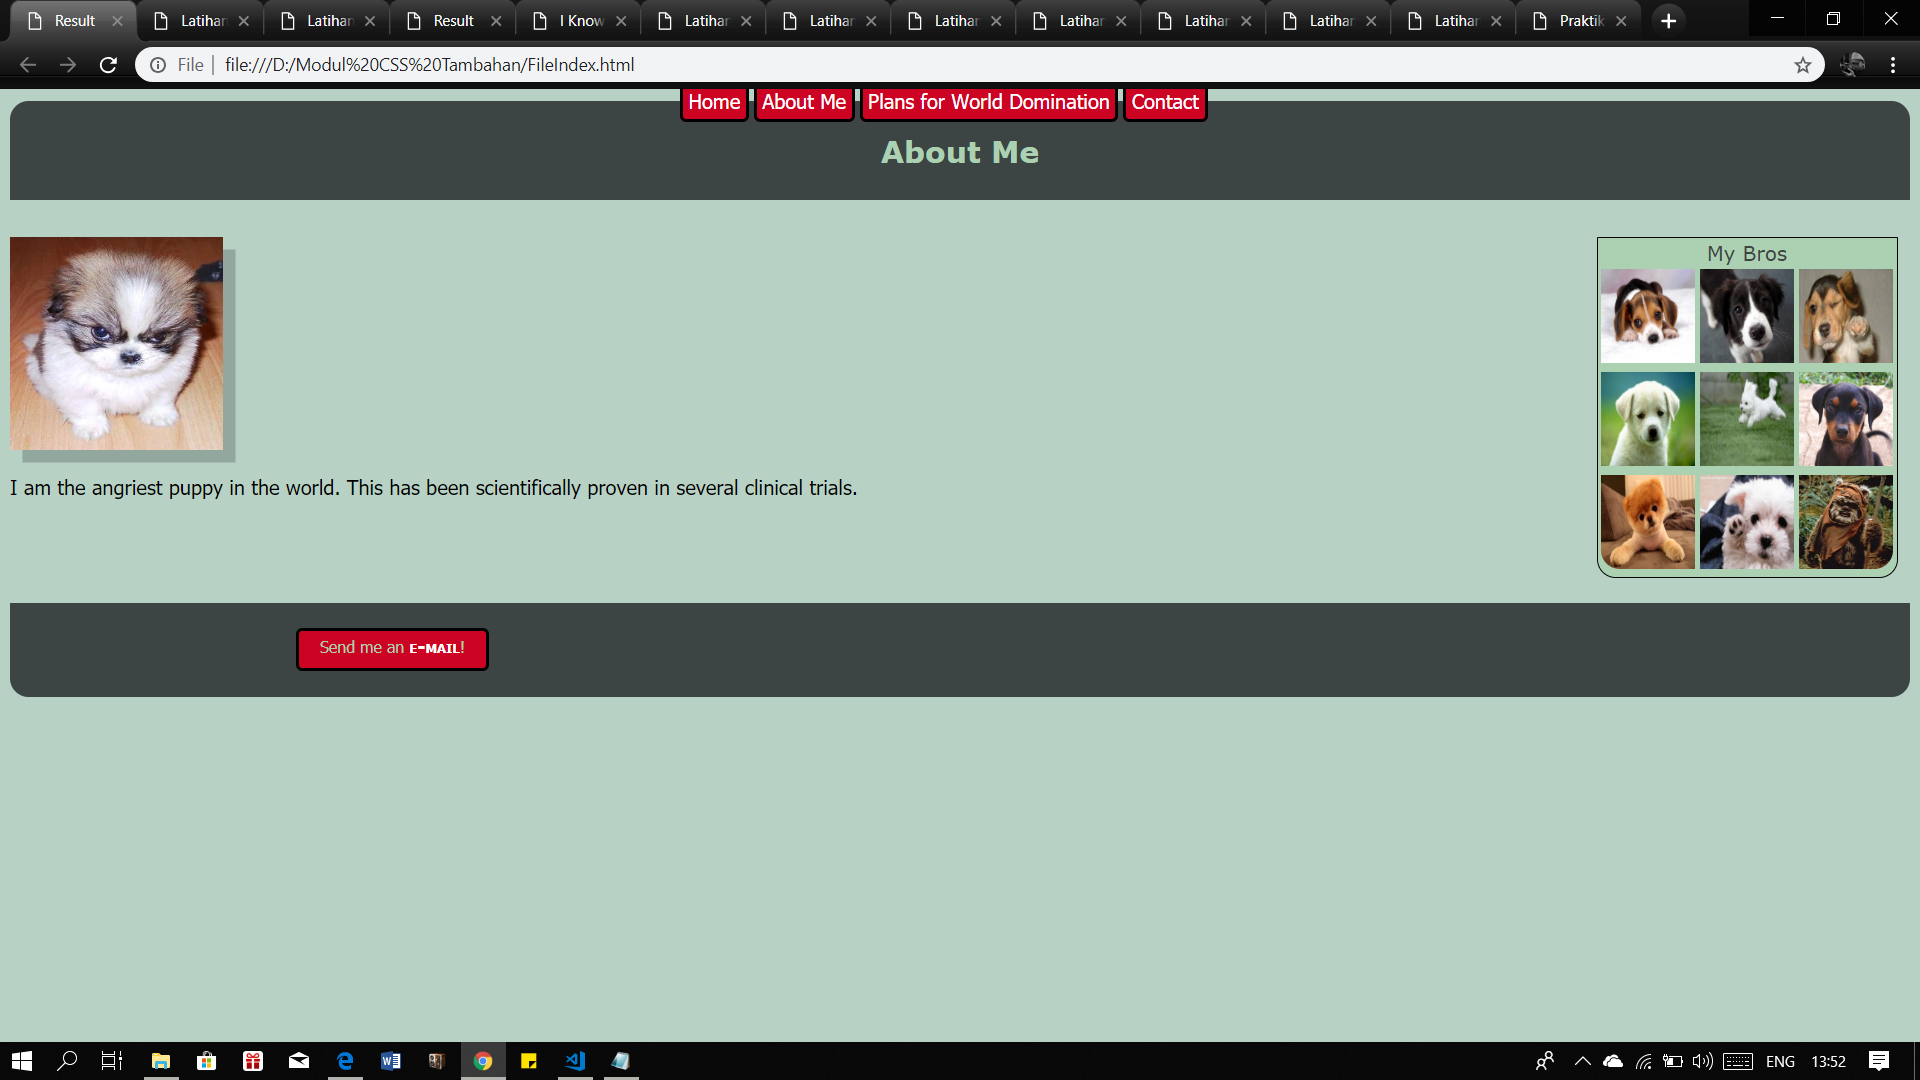 Result Latihan Latihan Result I Know Latihan Latihan Latihan Latihan Latihan Latihan Latihan Praktik
File file:///D:/Modul%20CSS%20Tambahan/FileIndex.html
Home About Me Plans for World Domination Contact
About Me
My Bros
I am the angriest puppy in the world. This has been scientifically proven in several clinical trials.
Send me an E-MAIL!
ENG 13:52